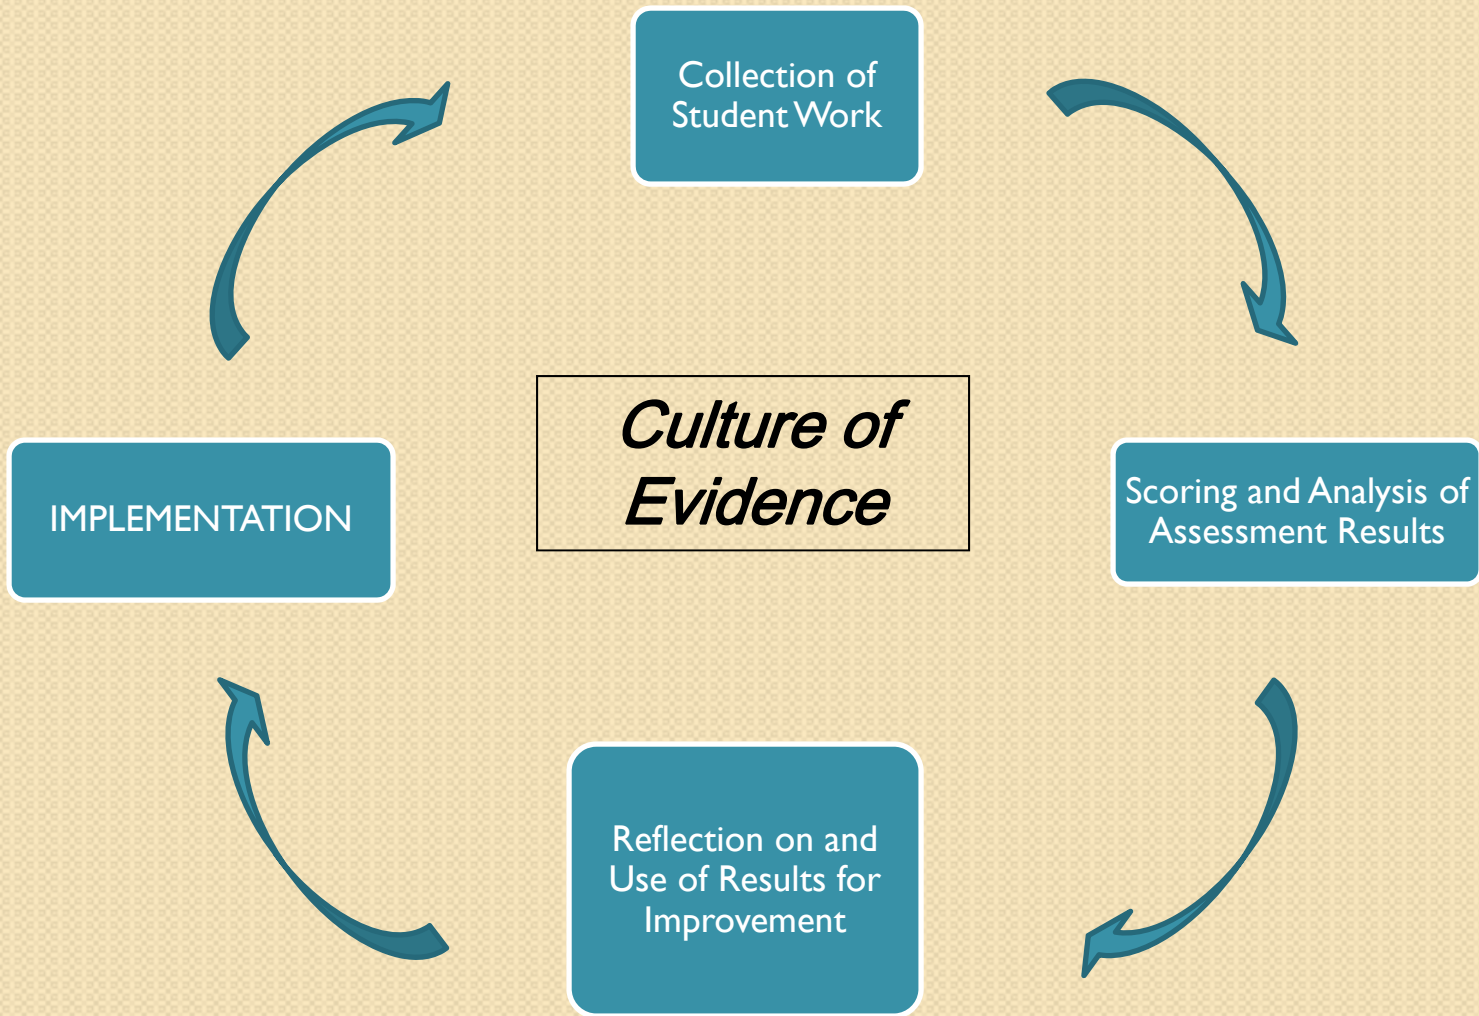 Collection of
Student Work
Culture of
Evidence
IMPLEMENTATION
Scoring and Analysis of
Assessment Results
Reflection on and
Use of Results for
Improvement